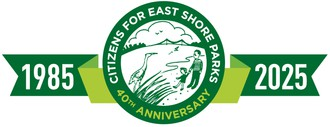 CITIZENS FOR EAST SHORE PARKS
1985
2025
40TH ANNIVERSARY